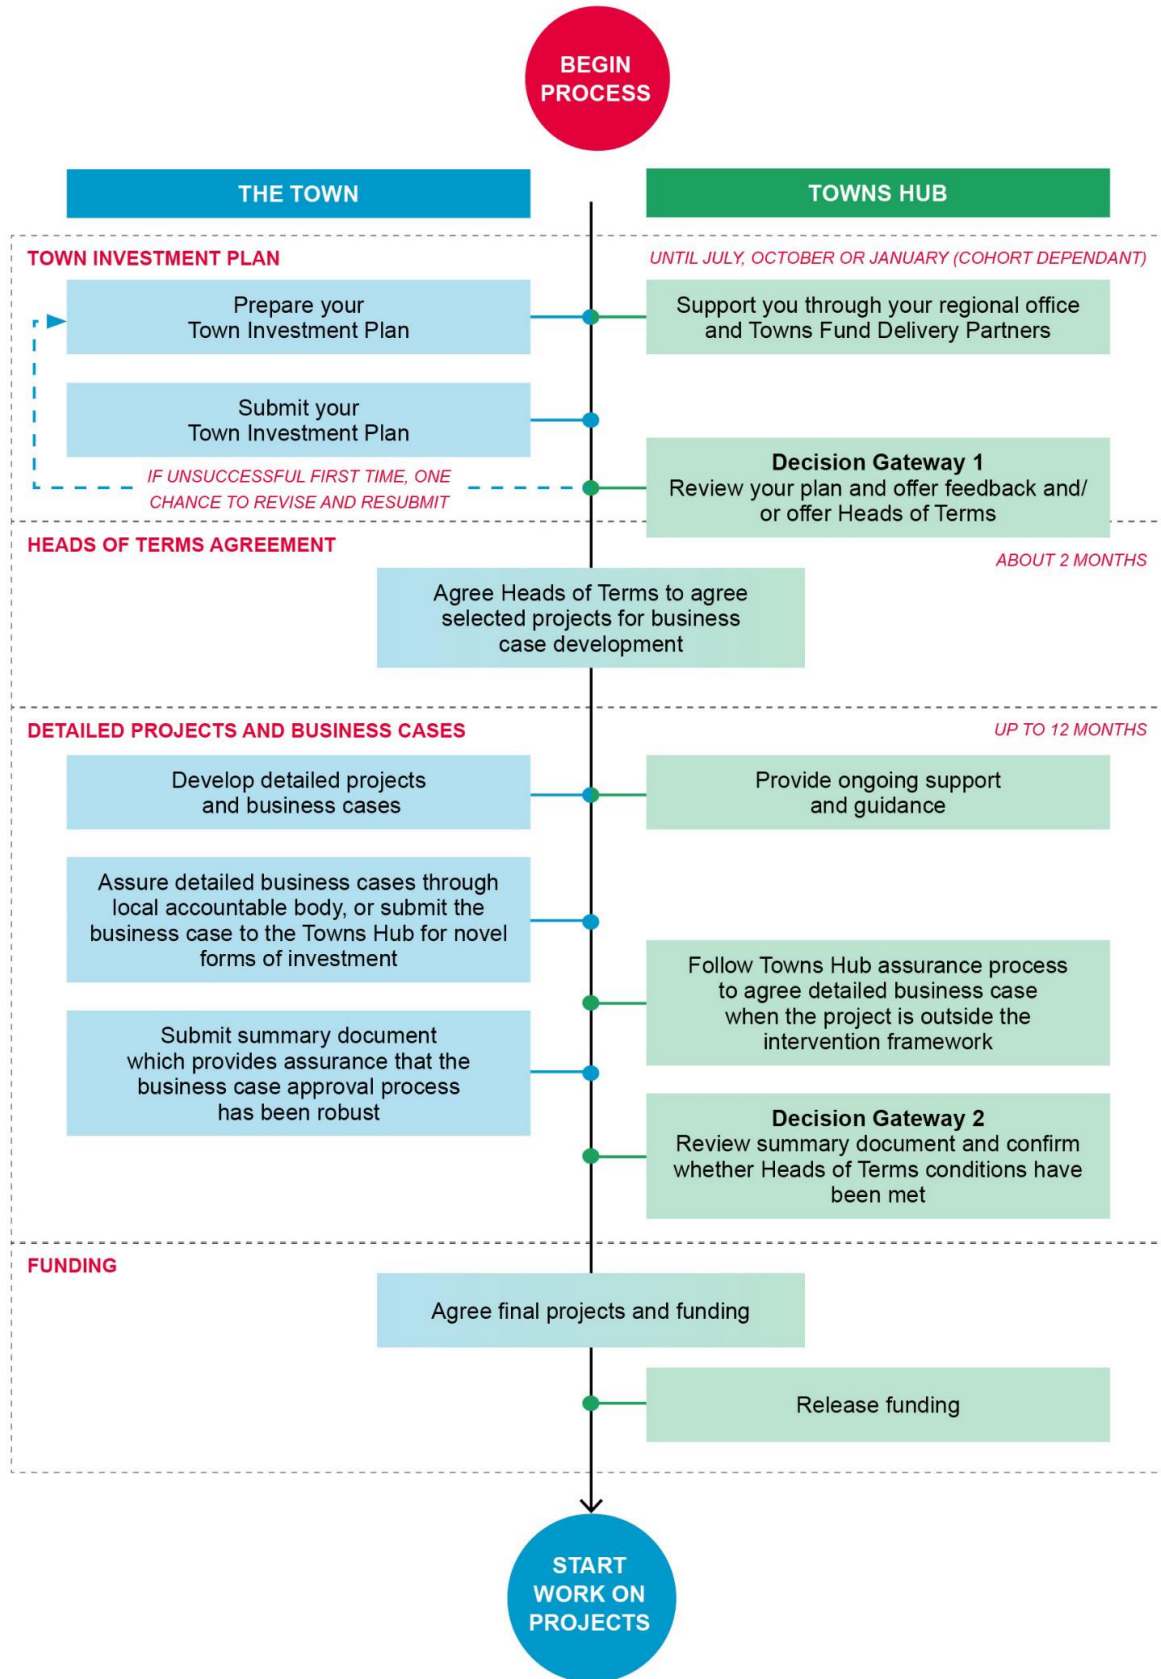 BEGIN
PROCESS
THE TOWN
TOWNS HUB
TOWN INVESTMENT PLAN
UNTIL JULY, OCTOBER OR JANUARY (COHORT DEPENDANT)
Prepare your
Town Investment Plan
Support you through your regional office
and Towns Fund Delivery Partners
Submit your
Town Investment Plan
IF UNSUCCESSFUL FIRST TIME, ONE
CHANCE TO REVISE AND RESUBMIT
Decision Gateway 1
Review your plan and offer feedback and/
or offer Heads of Terms
HEADS OF TERMS AGREEMENT
ABOUT 2 MONTHS
Agree Heads of Terms to agree
selected projects for business
case development
DETAILED PROJECTS AND BUSINESS CASES
UP TO 12 MONTHS
Develop detailed projects
and business cases
Provide ongoing support
and guidance
Assure detailed business cases through
local accountable body, or submit the
business case to the Towns Hub for novel
forms of investment
Follow Towns Hub assurance process
to agree detailed business case
when the project is outside the
intervention framework
Submit summary document
which provides assurance that the
business case approval process
has been robust
Decision Gateway 2
Review summary document and confirm
whether Heads of Terms conditions have
been met
FUNDING
Agree final projects and funding
Release funding
START
WORK ON
PROJECTS